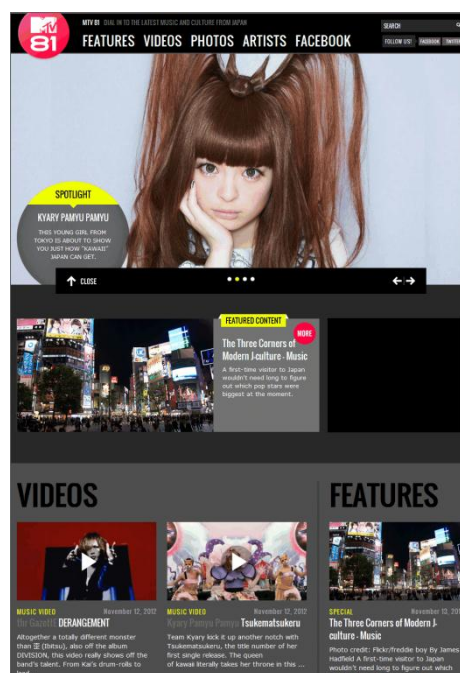 MTV
81
MTV 81 DIAL IN TO THE LATEST MUSIC AND CULTURE FROM JAPAN
FEATURES VIDEOS PHOTOS ARTISTS FACEBOOK
SEARCH
FOLLOW US! FACEBOOK TWITTER
SPOTLIGHT
KYARY PAMYU PAMYU
THIS YOUNG GIRL FROM
TOKYO IS ABOUT TO SHOW
YOU JUST HOW "KAWAII"
JAPAN CAN GET.
CLOSE
FEATURED CONTENT
MORE
The Three Corners of
Modern J-culture - Music
A first-time visitor to Japan
wouldn't need long to figure
out which pop stars were
biggest at the moment.
VIDEOS
MUSIC VIDEO November 12, 2012
the GazettE DERANGEMENT
Altogether a totally different monster
than 歪 (Ibitsu), also off the album
DIVISION, this video really shows off the
band's talent. From Kai's drum-rolls to
MUSIC VIDEO November 12, 2012
Kyary Pamyu Pamyu Tsukematsukeru
Team Kyary kick it up another notch with
Tsukematsukeru, the title number of her
first single release. The queen
of kawaii literally takes her throne in this ...
FEATURES
SPECIAL November 13, 2012
The Three Corners of Modern J-
culture - Music
Photo credit: Flickr/freddie boy By James
Hadfield A first-time visitor to Japan
wouldn't need long to figure out which